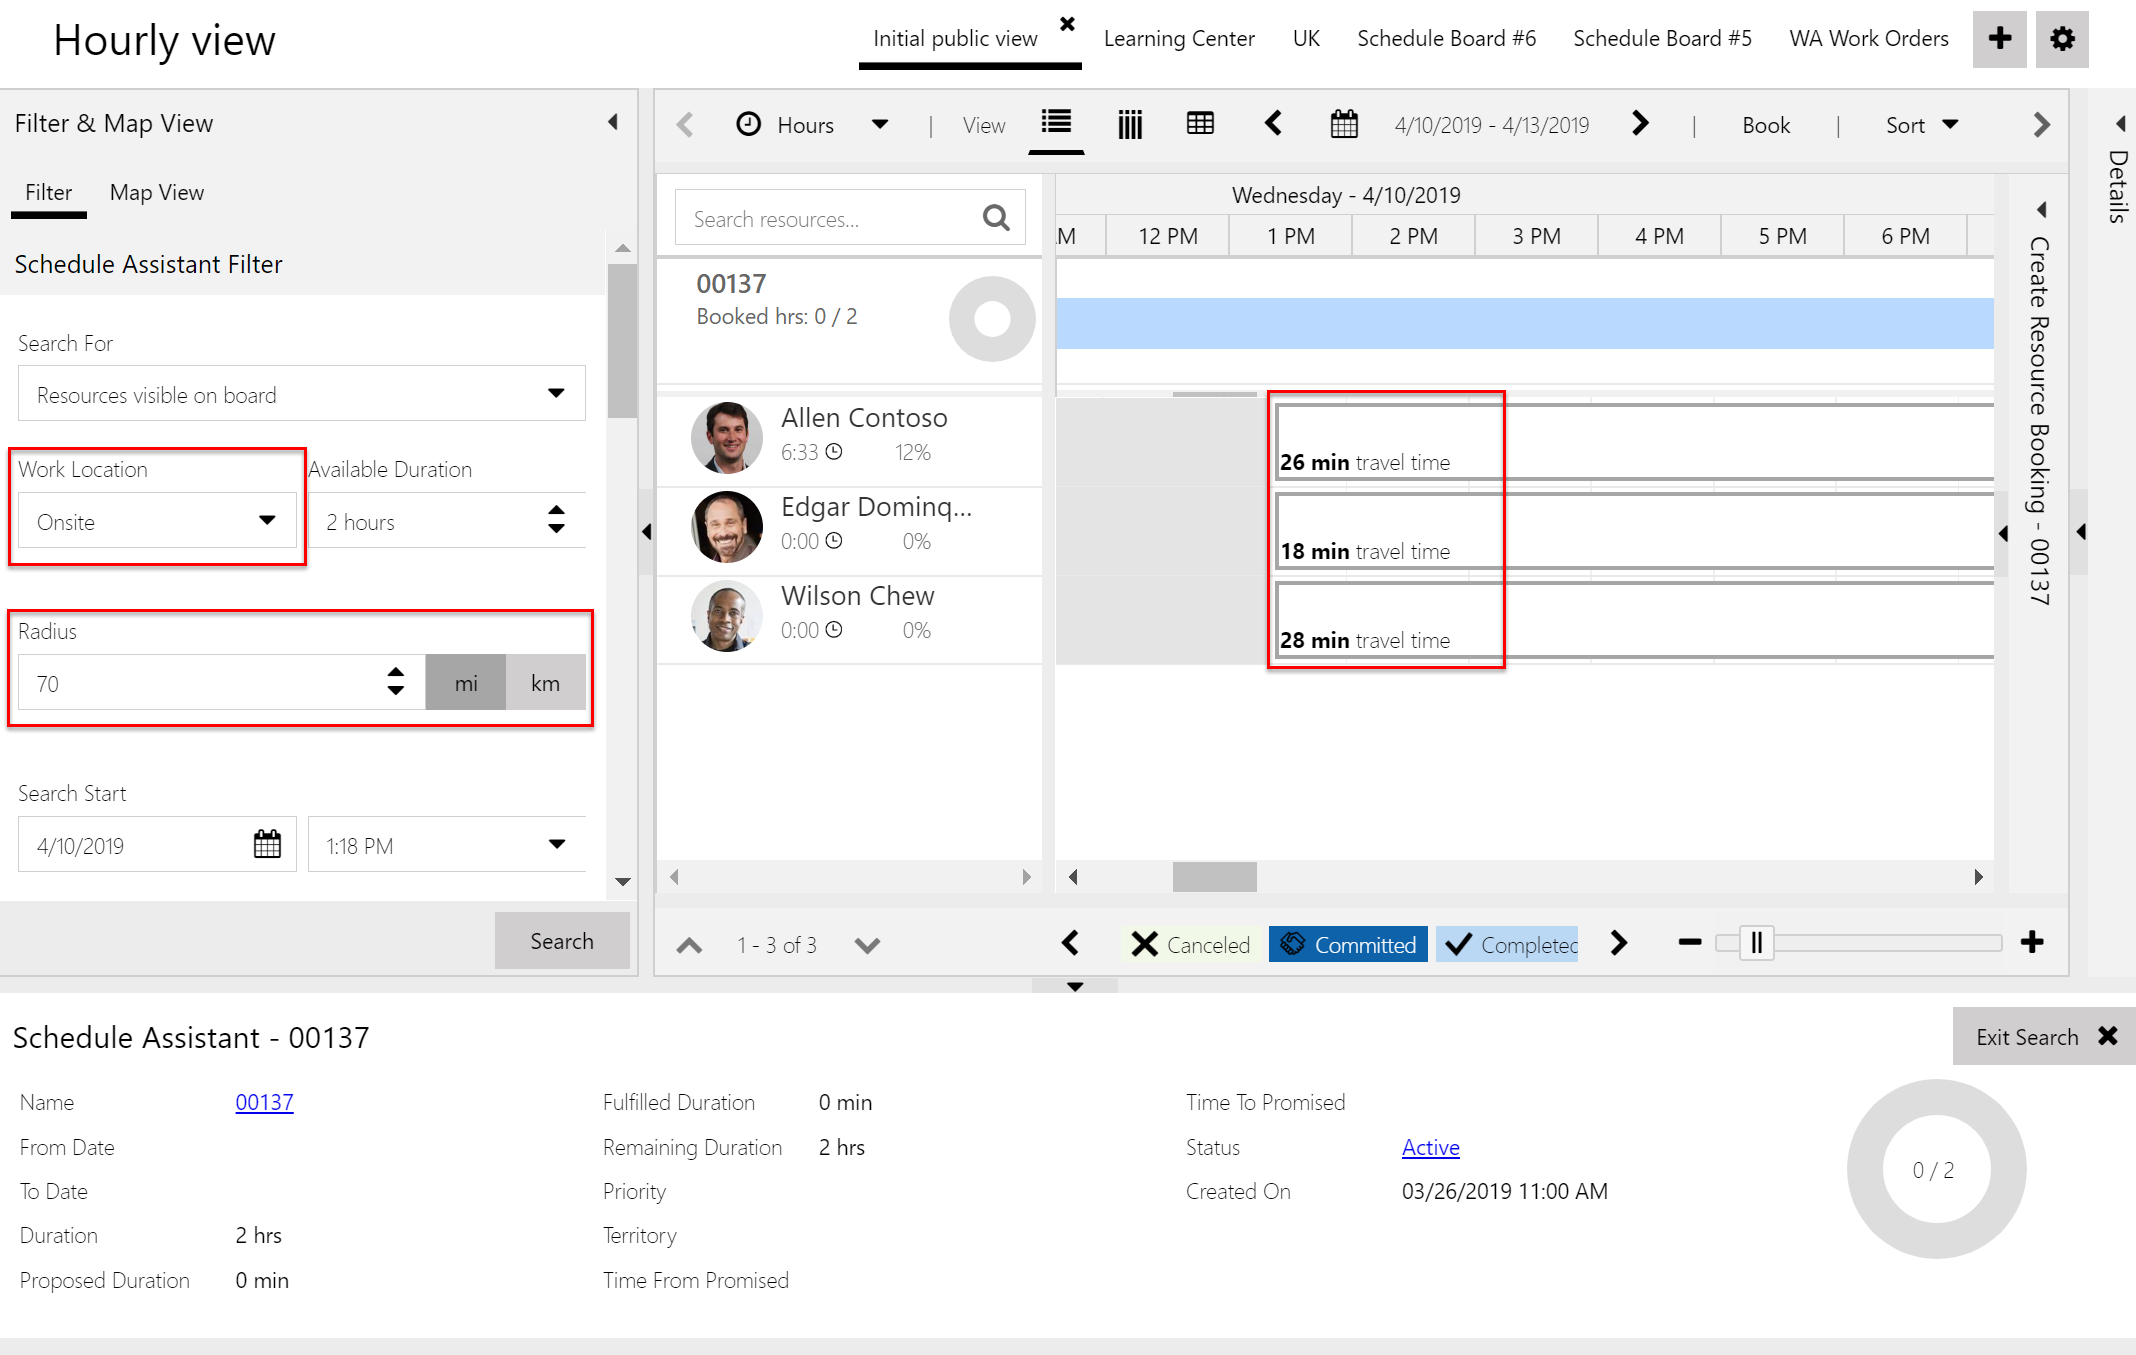 Hourly view
Initial public view
Learning Center
UK
Schedule Board #6
Schedule Board #5
WA Work Orders
Filter & Map View
Filter
Map View
Schedule Assistant Filter
Search For
Resources visible on board
Work Location
Available Duration
Onsite
2 hours
Radius
70
mi
km
Search Start
4/10/2019
1:18 PM
Search
Hours
|
View
4/10/2019 - 4/13/2019
|
Book
|
Sort
Search resources...
Wednesday - 4/10/2019
M
12 PM
1 PM
2 PM
3 PM
4 PM
5 PM
6 PM
00137
Booked hrs: 0 / 2
Allen Contoso
6:33
12%
26 min travel time
Edgar Dominq...
0:00
0%
18 min travel time
Wilson Chew
0:00
0%
28 min travel time
1 - 3 of 3
Canceled
Committed
Completed
Create Resource Booking - 00137
Details
Schedule Assistant - 00137
Exit Search
Name
00137
Fulfilled Duration
0 min
Time To Promised
From Date
Remaining Duration
2 hrs
Status
Active
To Date
Priority
Created On
03/26/2019 11:00 AM
0 / 2
Duration
2 hrs
Territory
Proposed Duration
0 min
Time From Promised